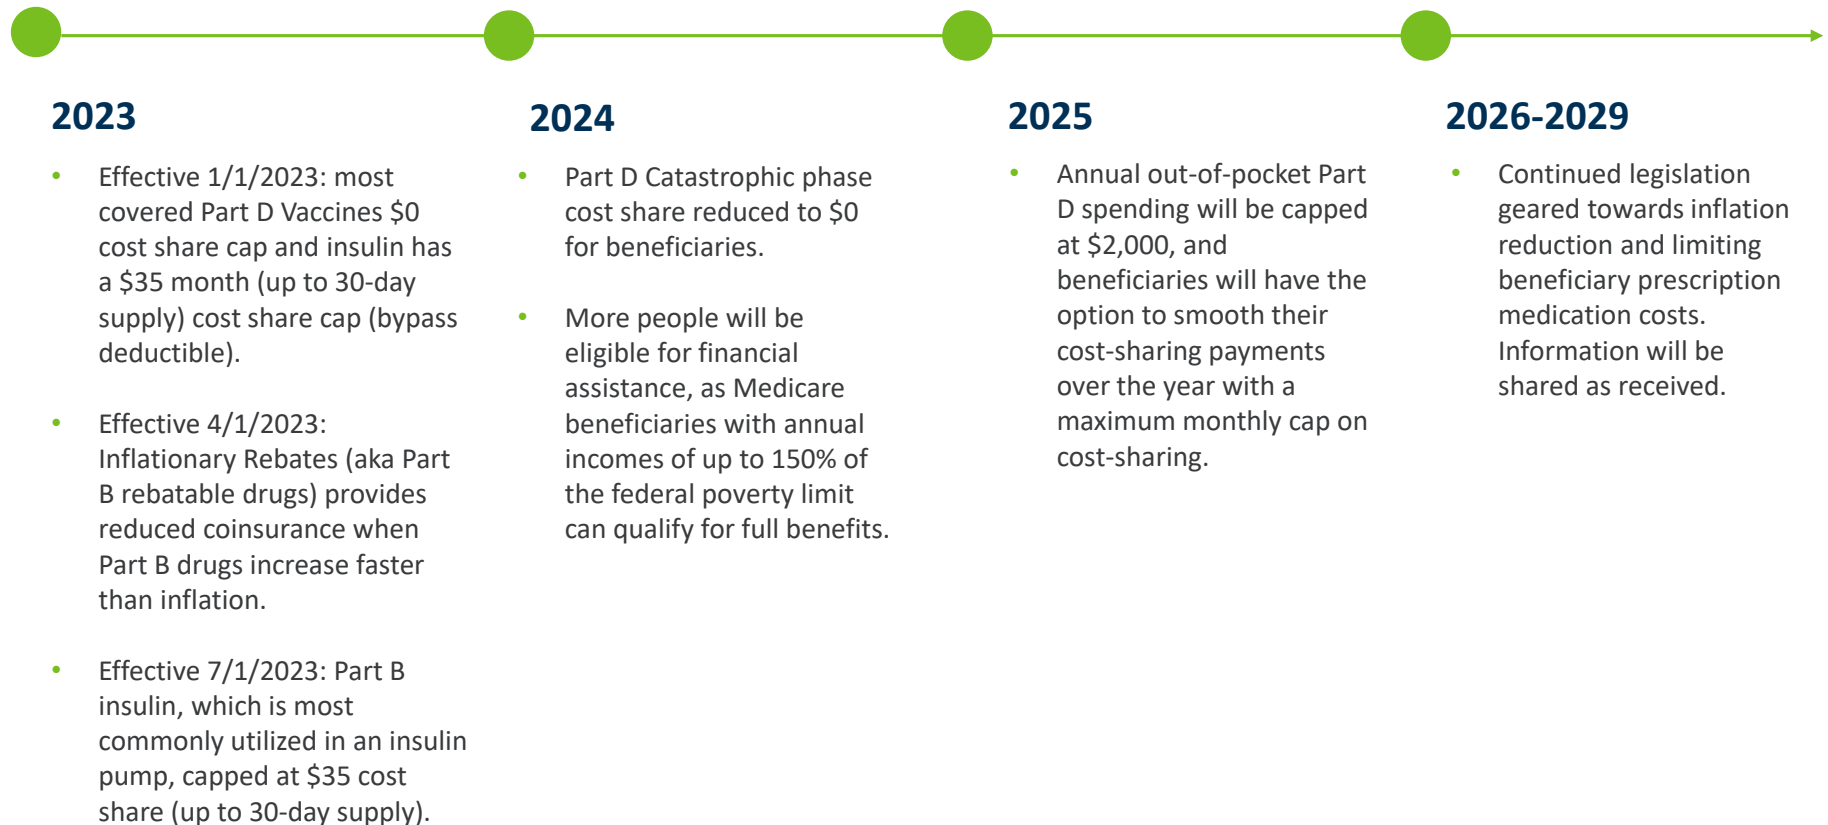 2023
• Effective 1/1/2023: most
covered Part D Vaccines $0
cost share cap and insulin has
a $35 month (up to 30-day
supply) cost share cap (bypass
deductible).
• Effective 4/1/2023:
Inflationary Rebates (aka Part
B rebatable drugs) provides
reduced coinsurance when
Part B drugs increase faster
than inflation.
• Effective 7/1/2023: Part B
insulin, which is most
commonly utilized in an insulin
pump, capped at $35 cost
share (up to 30-day supply).
2024
• Part D Catastrophic phase
cost share reduced to $0
for beneficiaries.
• More people will be
eligible for financial
assistance, as Medicare
beneficiaries with annual
incomes of up to 150% of
the federal poverty limit
can qualify for full benefits.
2025
• Annual out-of-pocket Part
D spending will be capped
at $2,000, and
beneficiaries will have the
option to smooth their
cost-sharing payments
over the year with a
maximum monthly cap on
cost-sharing.
2026-2029
• Continued legislation
geared towards inflation
reduction and limiting
beneficiary prescription
medication costs.
Information will be
shared as received.